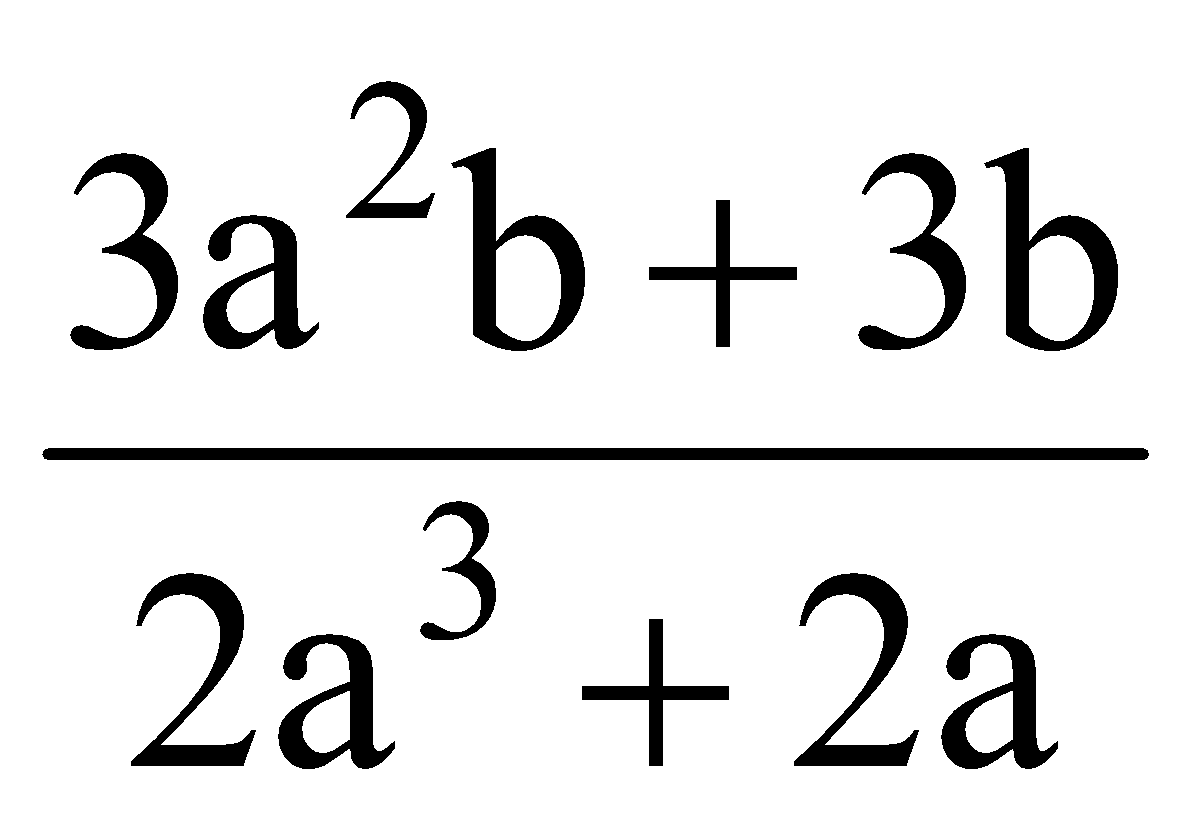 3a²b + 3b
2a³ + 2a